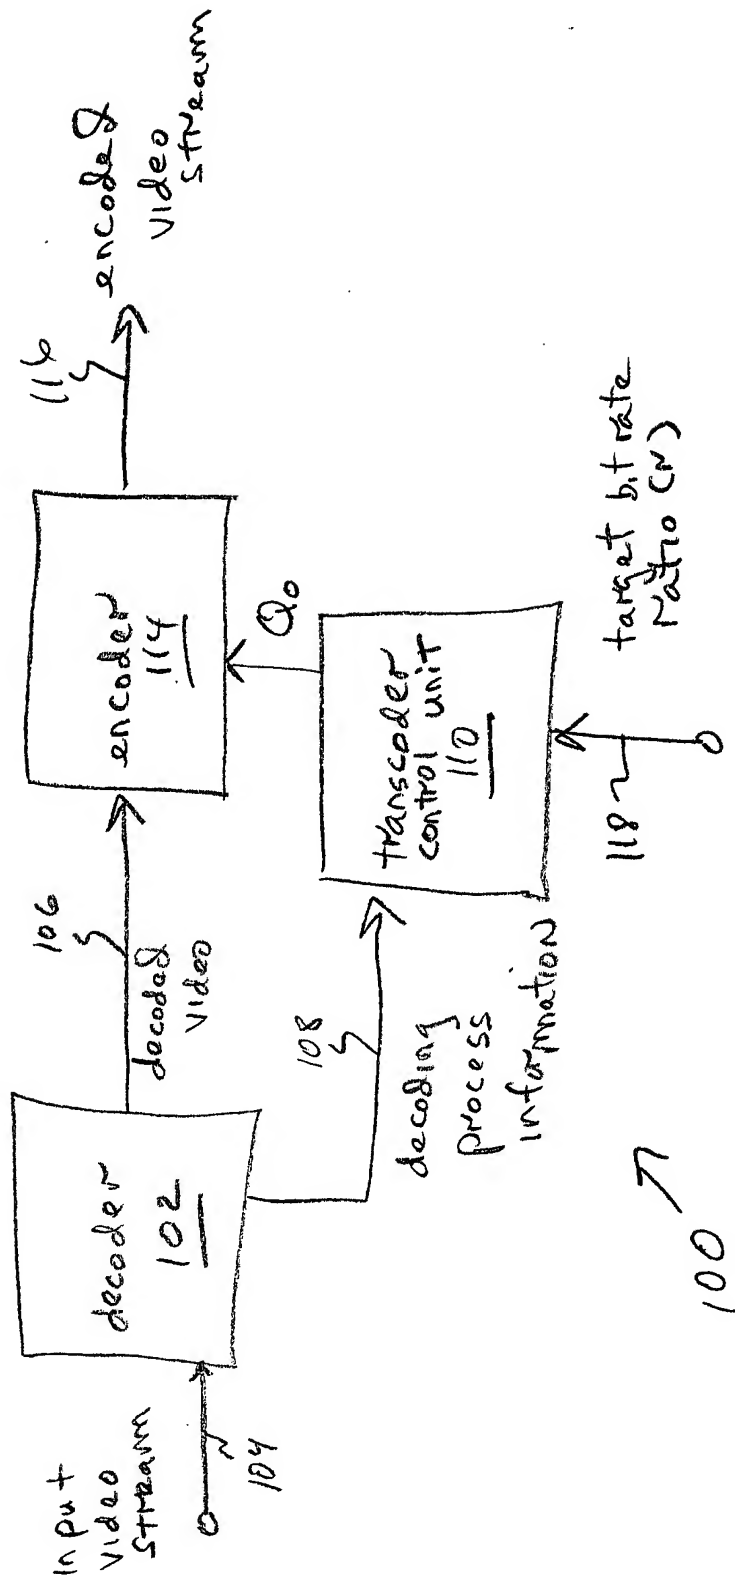 Input
video
stream
104
decoder
102
106
decoded
video
108
decoding
process
information
encoder
114
116
encoded
video
stream
Qo
transcoder
control unit
110
118
target bit rate
ratio (r)
100